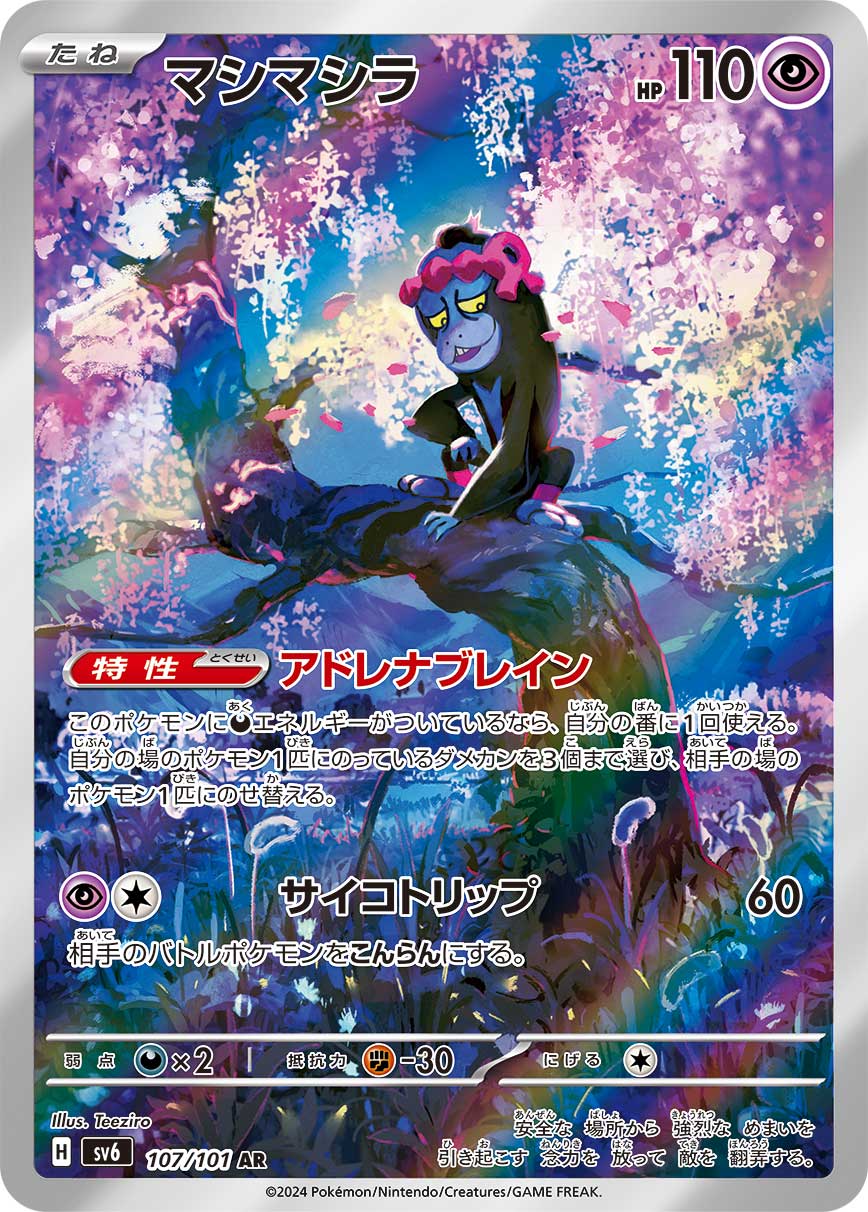 たね
マシマシラ
HP 110
特性 とくせい アドレナブレイン
このポケモンに悪エネルギーがついているなら、自分の番に1回使える。
自分の場のポケモン1匹にのっているダメカンを3個まで選び、相手の場の
ポケモン1匹にのせ替える。
サイコトリップ 60
相手のバトルポケモンをこんらんにする。
弱点 ×2 抵抗力 -30 にげる
Illus. Teeziro
安全な 場所から 強烈な めまいを
引き起こす 念力を 放って 敵を 翻弄する。
H sv6 107/101 AR
©2024 Pokémon/Nintendo/Creatures/GAME FREAK.